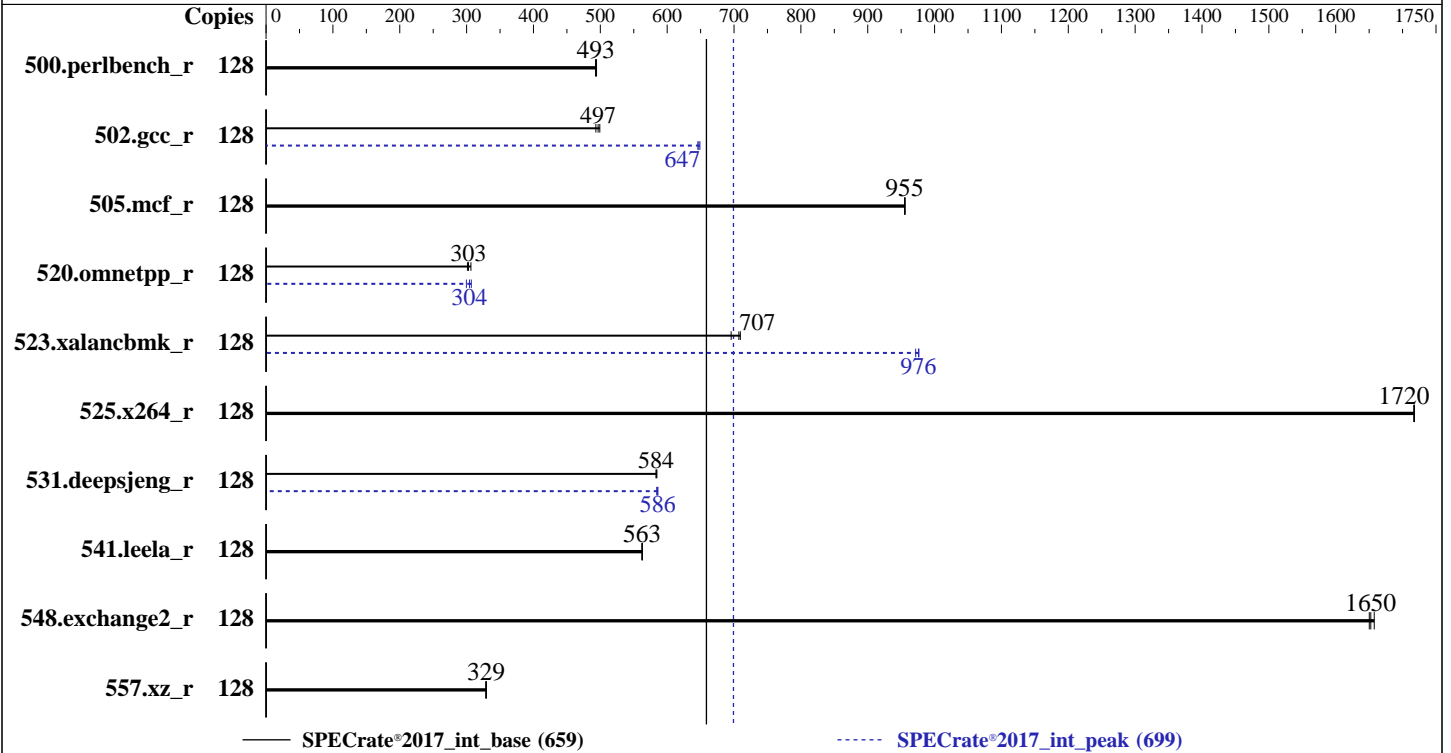 Copies 0 100 200 300 400 500 600 700 800 900 1000 1100 1200 1300 1400 1500 1600 1750
500.perlbench_r 128 493
502.gcc_r 128 497
647
505.mcf_r 128 955
520.omnetpp_r 128 303
304
523.xalancbmk_r 128 707
976
525.x264_r 128 1720
531.deepsjeng_r 128 584
586
541.leela_r 128 563
548.exchange2_r 128 1650
557.xz_r 128 329
SPECrate®2017_int_base (659) SPECrate®2017_int_peak (699)